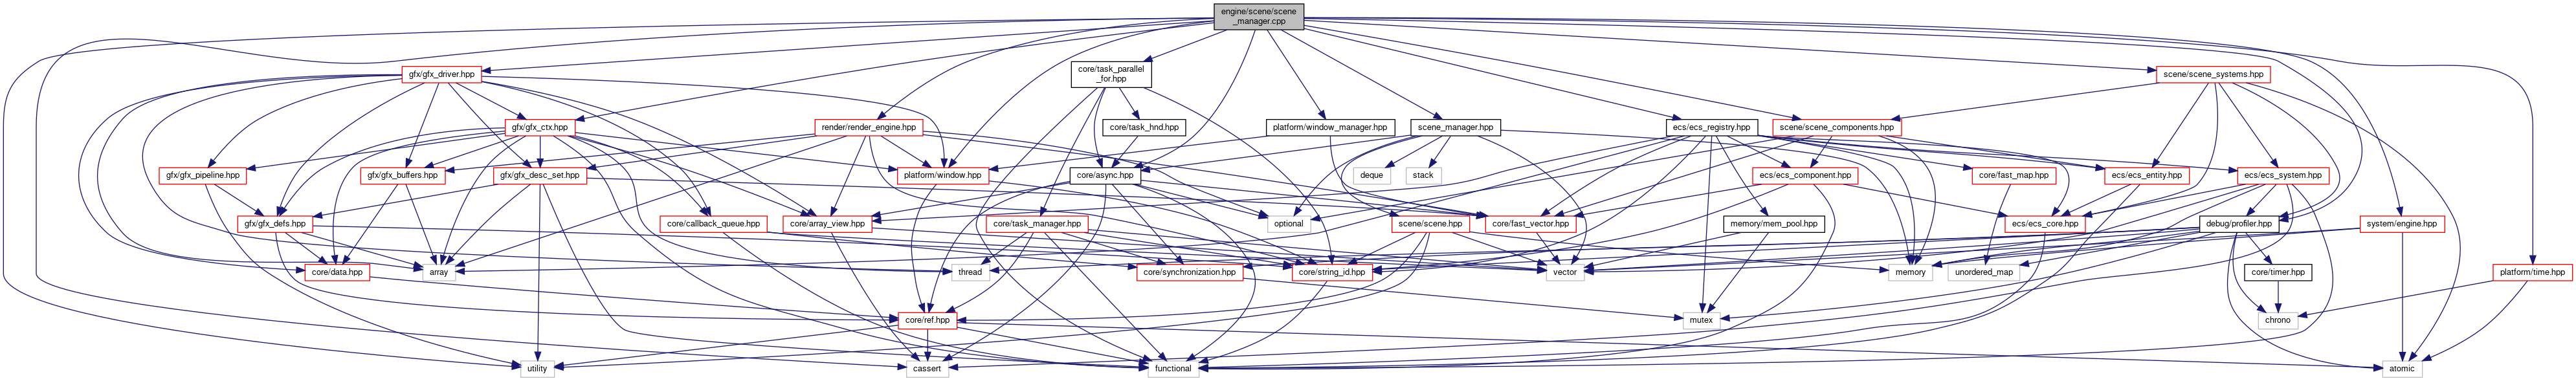 engine/scene/scene
_manager.cpp
gfx/gfx_driver.hpp
core/task_parallel
_for.hpp
scene/scene_systems.hpp
gfx/gfx_ctx.hpp
render/render_engine.hpp
core/task_hnd.hpp
platform/window_manager.hpp
scene_manager.hpp
ecs/ecs_registry.hpp
scene/scene_components.hpp
gfx/gfx_pipeline.hpp
gfx/gfx_buffers.hpp
gfx/gfx_desc_set.hpp
platform/window.hpp
core/async.hpp
deque
stack
ecs/ecs_component.hpp
core/fast_map.hpp
ecs/ecs_entity.hpp
ecs/ecs_system.hpp
gfx/gfx_defs.hpp
core/callback_queue.hpp
core/array_view.hpp
core/task_manager.hpp
optional
scene/scene.hpp
core/fast_vector.hpp
memory/mem_pool.hpp
ecs/ecs_core.hpp
debug/profiler.hpp
system/engine.hpp
core/data.hpp
array
thread
core/synchronization.hpp
core/string_id.hpp
vector
memory
unordered_map
core/timer.hpp
platform/time.hpp
core/ref.hpp
mutex
chrono
utility
cassert
functional
atomic